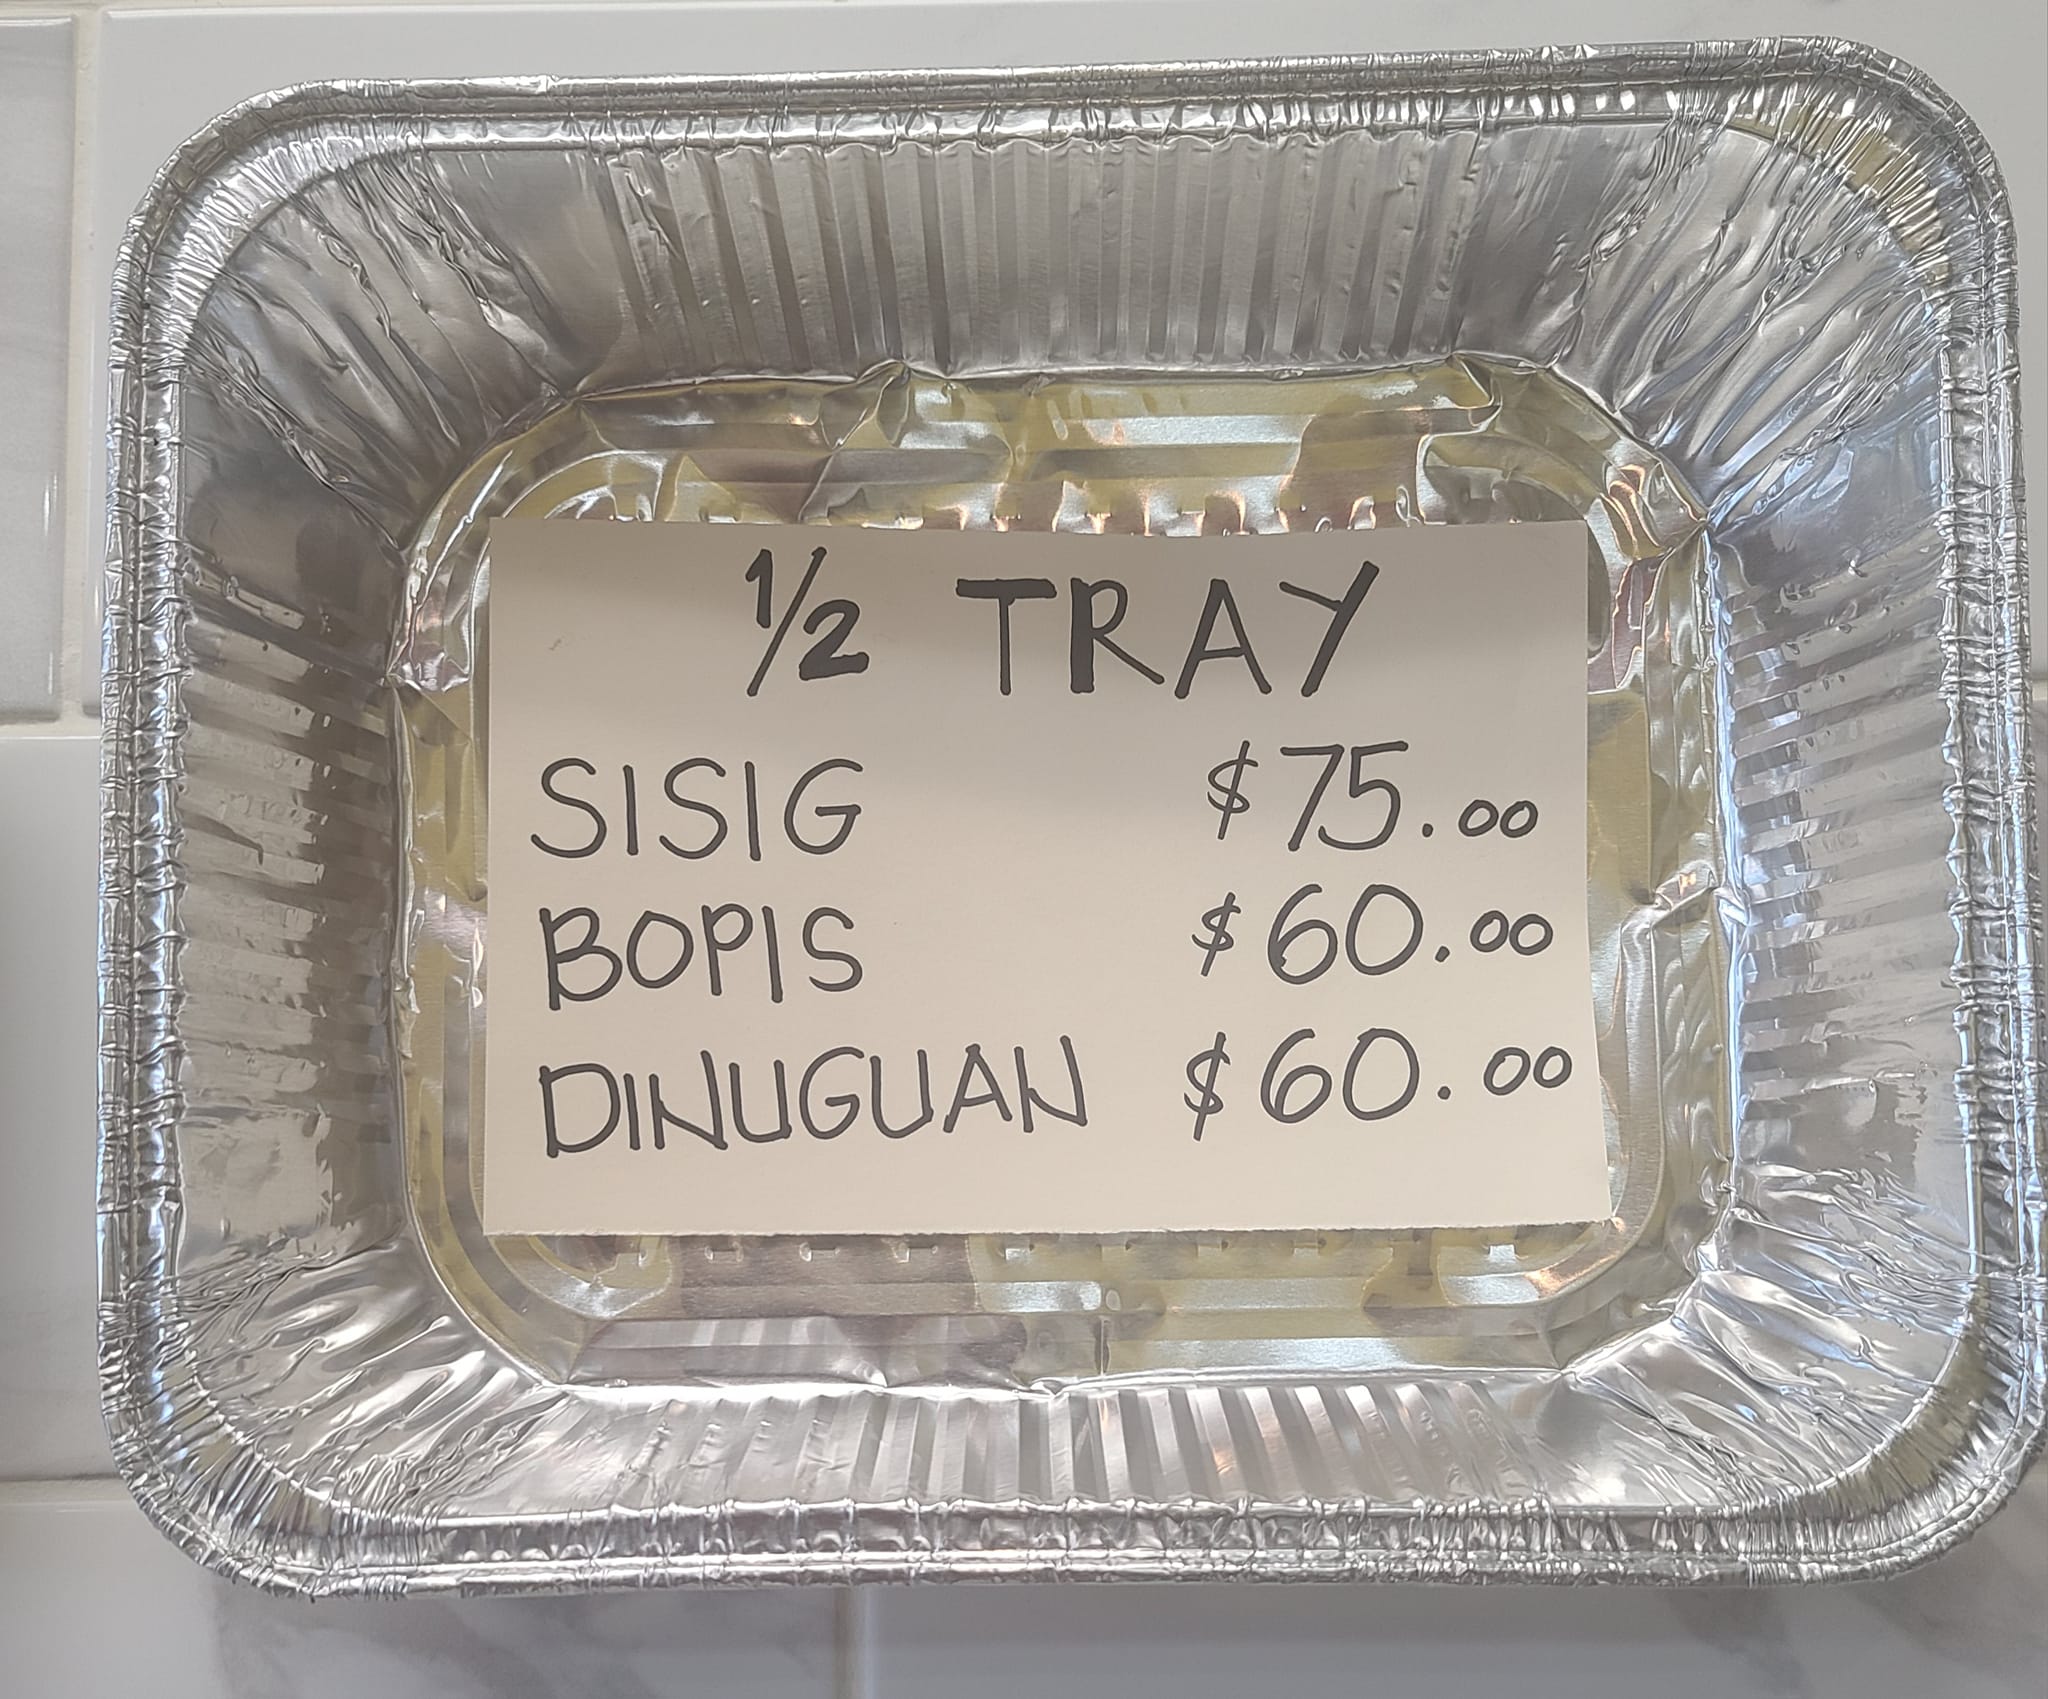 1/2 TRAY
SISIG $75.00
BOPIS $60.00
DINUGUAN $60.00